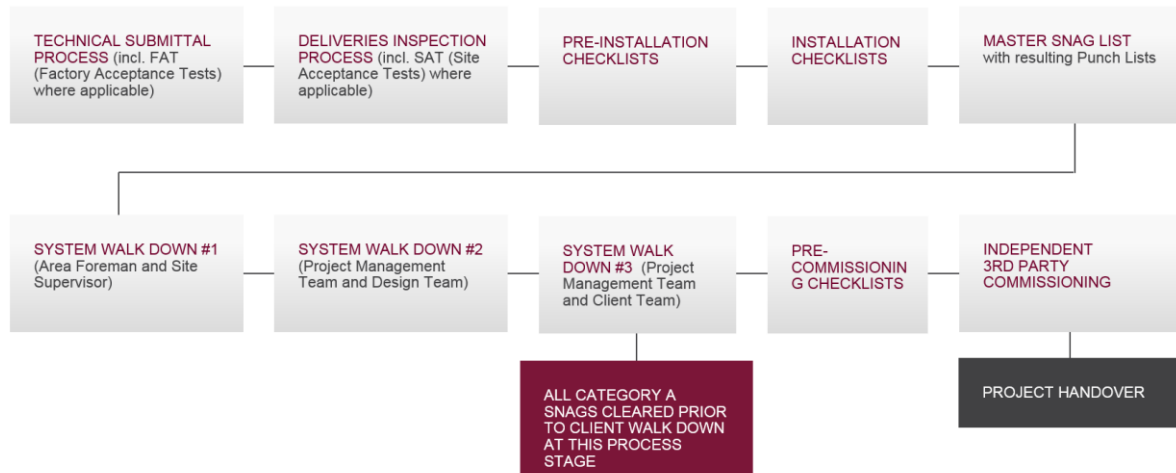 TECHNICAL SUBMITTAL
PROCESS (incl. FAT
(Factory Acceptance Tests)
where applicable)
DELIVERIES INSPECTION
PROCESS (incl. SAT (Site
Acceptance Tests) where
applicable)
PRE-INSTALLATION
CHECKLISTS
INSTALLATION
CHECKLISTS
MASTER SNAG LIST
with resulting Punch Lists
SYSTEM WALK DOWN #1
(Area Foreman and Site
Supervisor)
SYSTEM WALK DOWN #2
(Project Management
Team and Design Team)
SYSTEM WALK
DOWN #3 (Project
Management Team
and Client Team)
PRE-
COMMISSIONIN
G CHECKLISTS
INDEPENDENT
3RD PARTY
COMMISSIONING
ALL CATEGORY A
SNAGS CLEARED PRIOR
TO CLIENT WALK DOWN
AT THIS PROCESS
STAGE
PROJECT HANDOVER